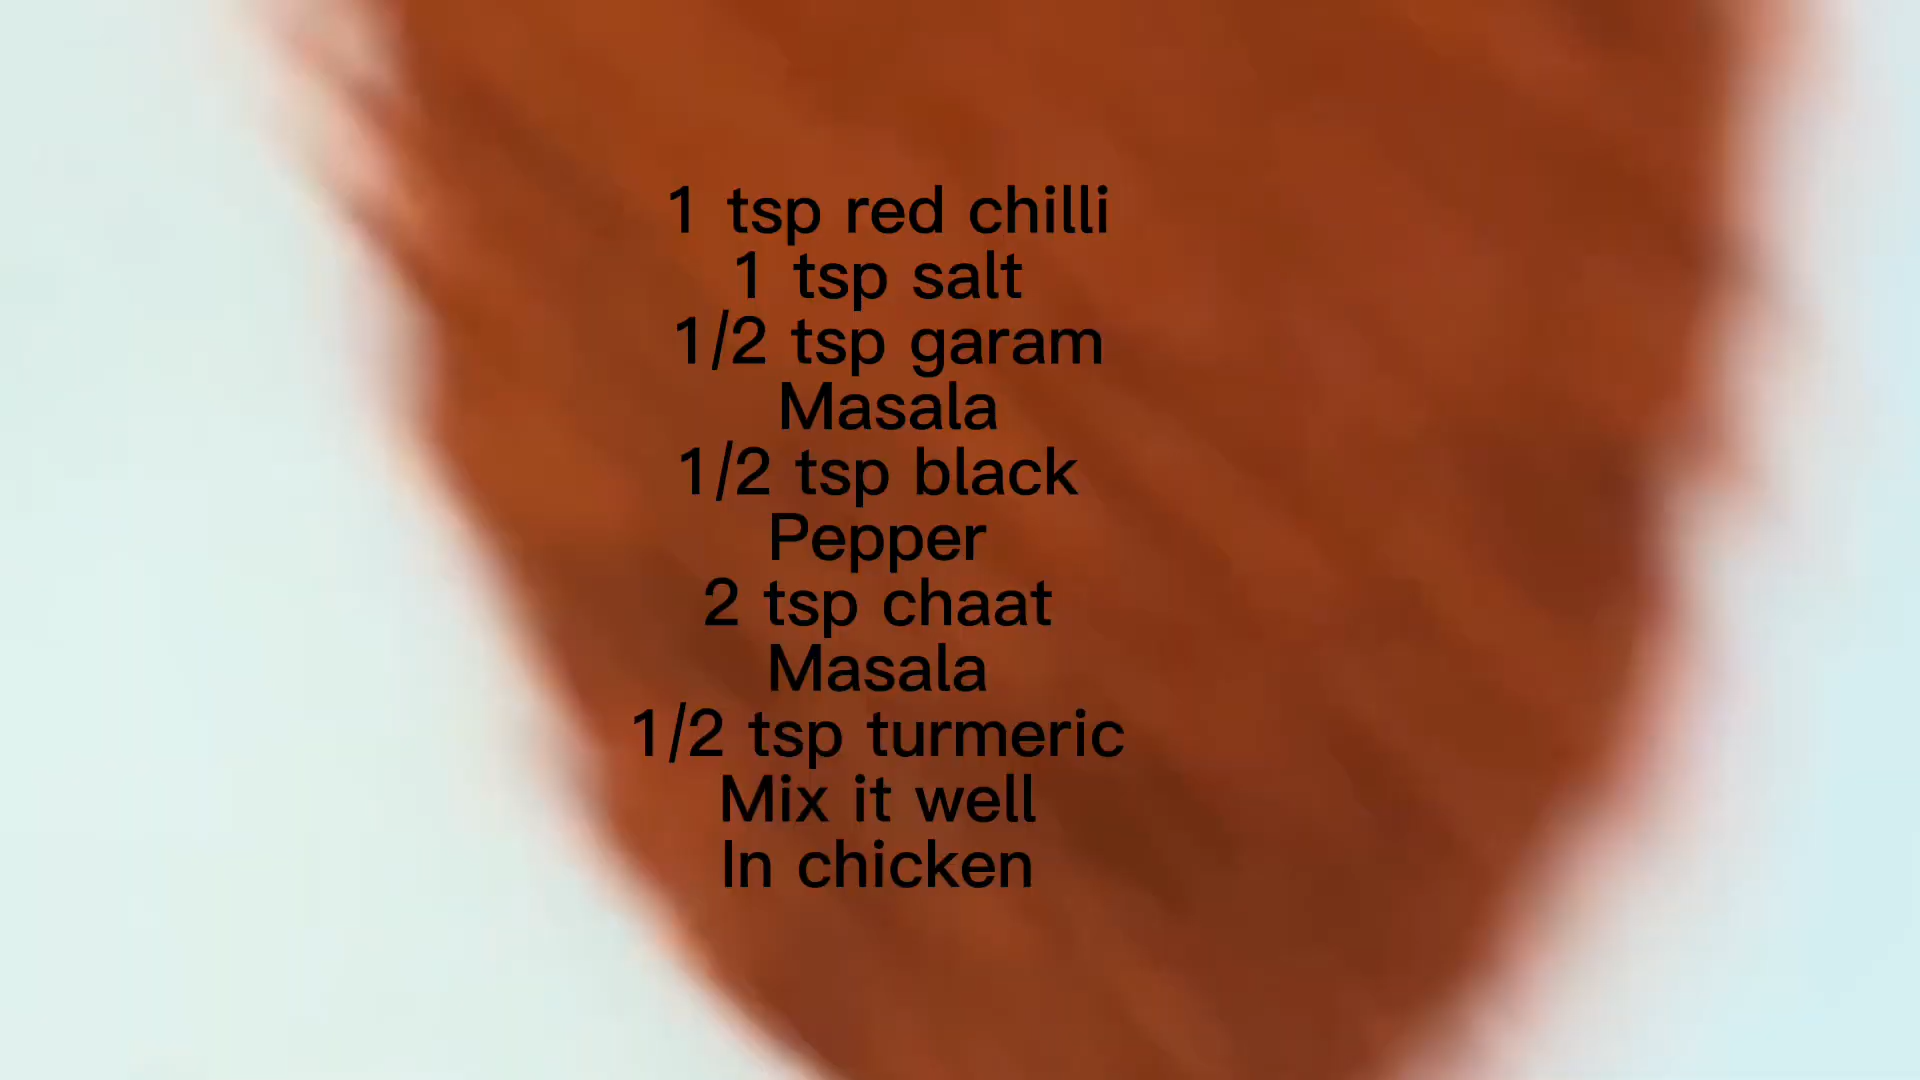 1 tsp red chilli
1 tsp salt
1/2 tsp garam
Masala
1/2 tsp black
Pepper
2 tsp chaat
Masala
1/2 tsp turmeric
Mix it well
In chicken